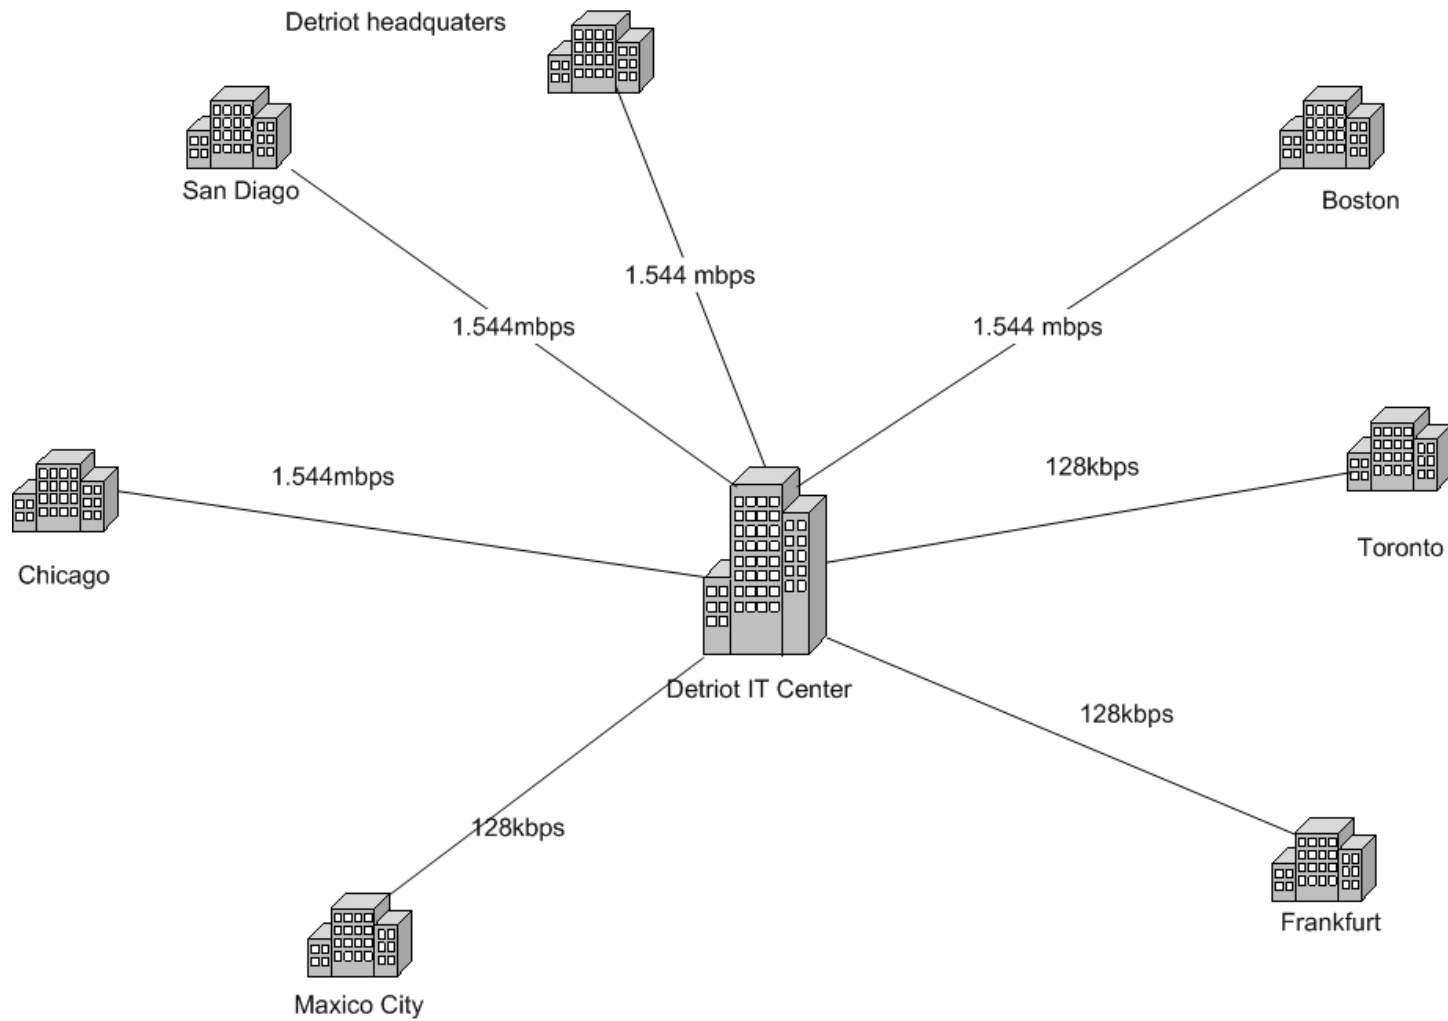 Detriot headquaters
San Diago
Boston
1.544 mbps
1.544mbps
1.544 mbps
128kbps
1.544mbps
Toronto
Chicago
Detriot IT Center
128kbps
128kbps
Frankfurt
Maxico City